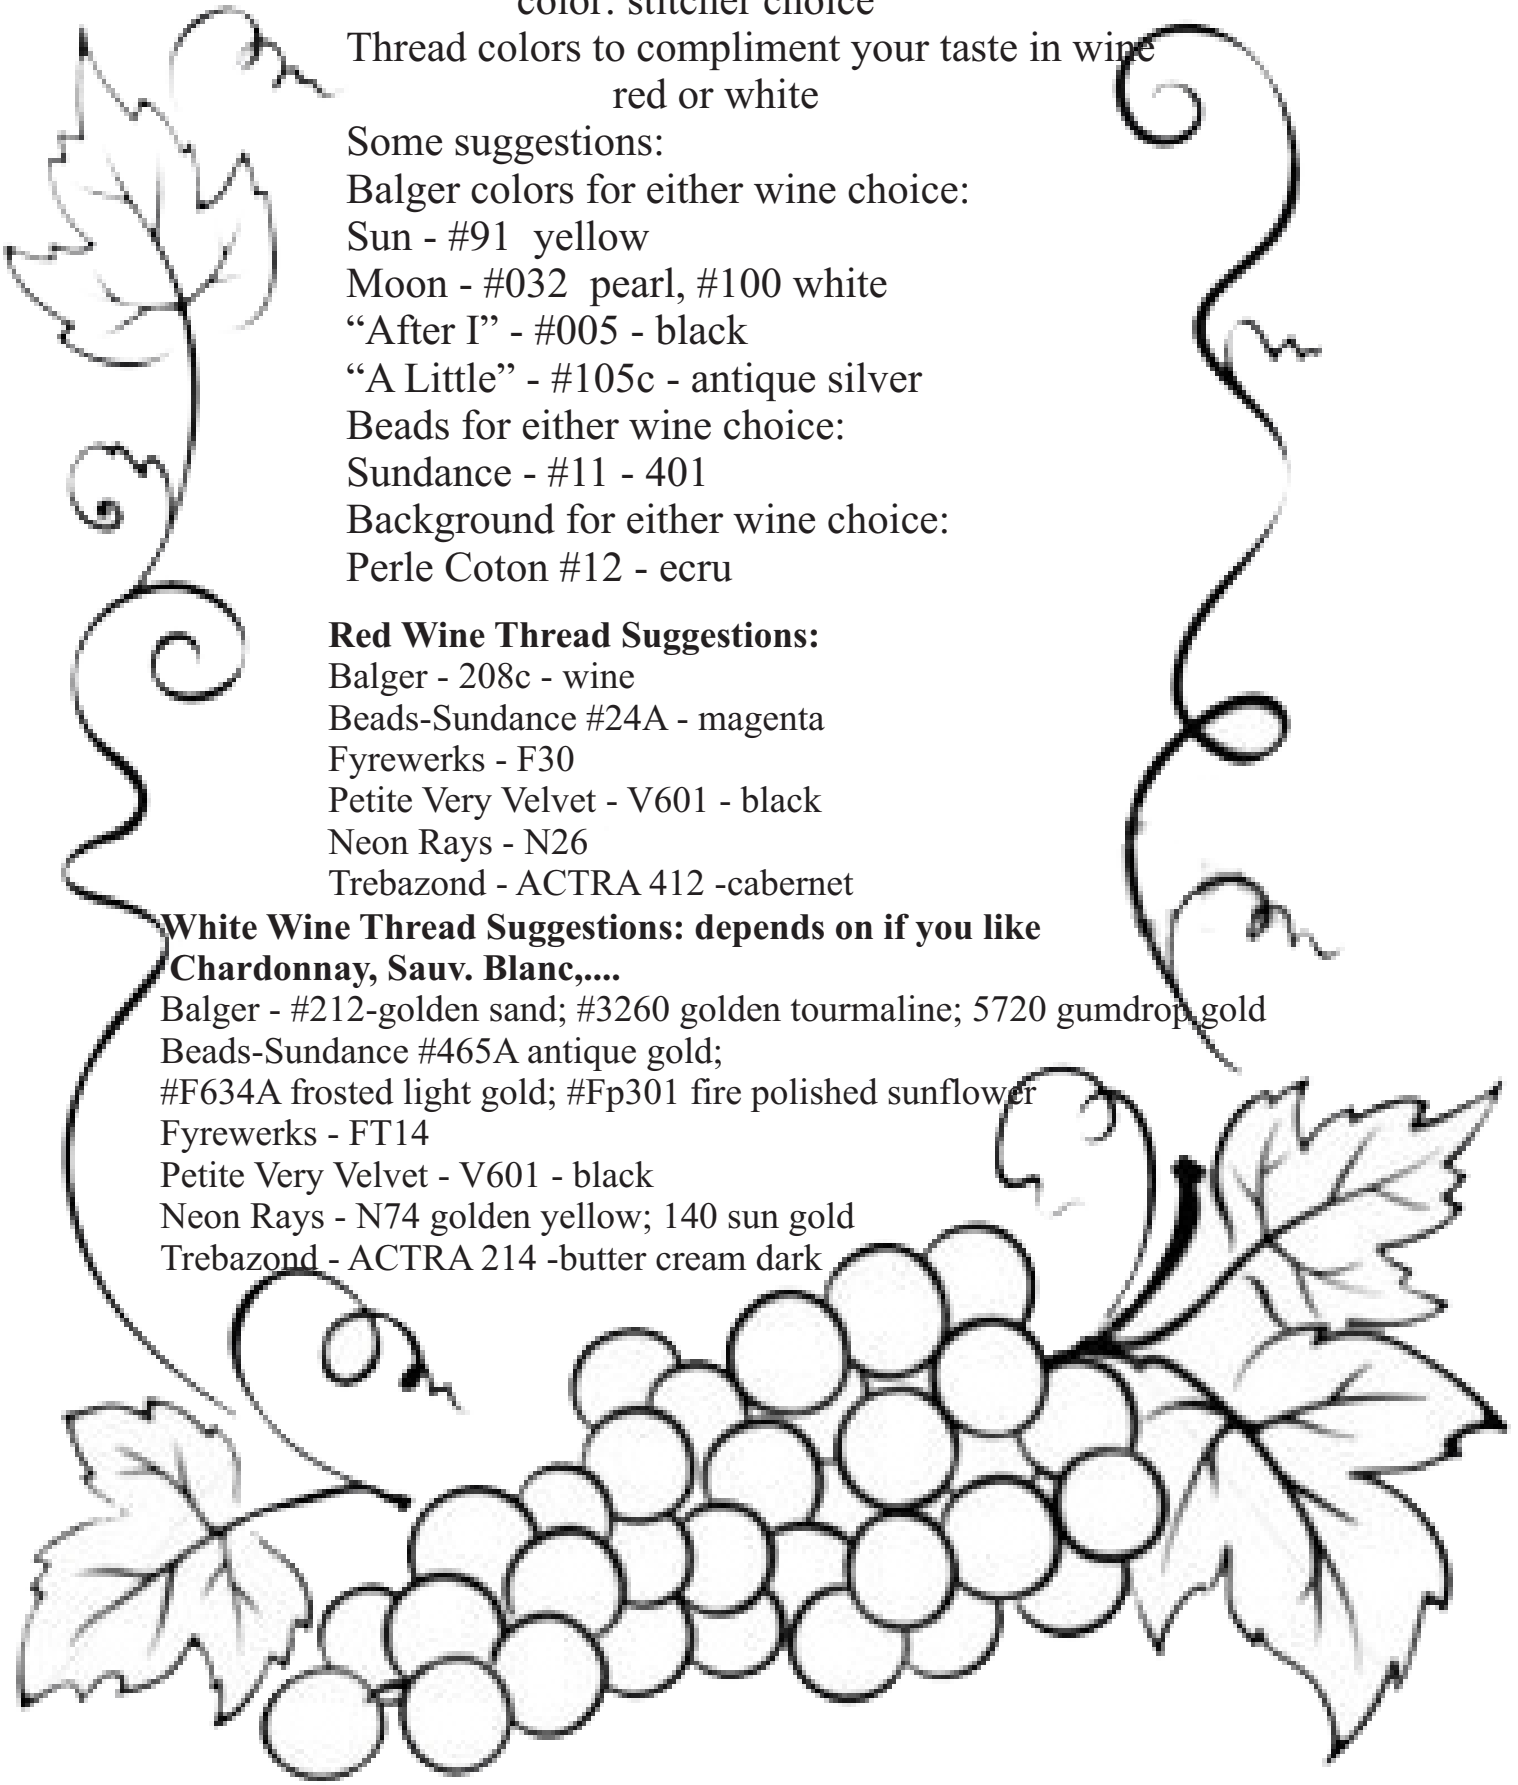 color: stitcher choice
Thread colors to compliment your taste in wine
red or white
Some suggestions:
Balger colors for either wine choice:
Sun - #91  yellow
Moon - #032  pearl, #100 white
“After I” - #005 - black
“A Little” - #105c - antique silver
Beads for either wine choice:
Sundance - #11 - 401
Background for either wine choice:
Perle Coton #12 - ecru
Red Wine Thread Suggestions:
Balger - 208c - wine
Beads-Sundance #24A - magenta
Fyrewerks - F30
Petite Very Velvet - V601 - black
Neon Rays - N26
Trebazond - ACTRA 412 -cabernet
White Wine Thread Suggestions: depends on if you like
Chardonnay, Sauv. Blanc,....
Balger - #212-golden sand; #3260 golden tourmaline; 5720 gumdrop gold
Beads-Sundance #465A antique gold;
#F634A frosted light gold; #Fp301 fire polished sunflower
Fyrewerks - FT14
Petite Very Velvet - V601 - black
Neon Rays - N74 golden yellow; 140 sun gold
Trebazond - ACTRA 214 -butter cream dark